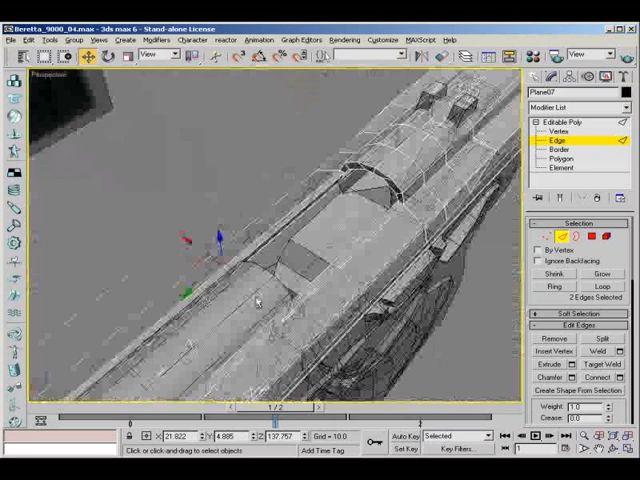 Beretta_9000_04.max - 3ds max 6 - Stand-alone License
File Edit Tools Group Views Create Modifiers Character reactor Animation Graph Editors Rendering Customize MAXScript Help
View
View
Perspective
Plane07
Modifier List
Editable Poly
Vertex
Edge
Border
Polygon
Element
Selection
By Vertex
Ignore Backfacing
Shrink Grow
Ring Loop
2 Edges Selected
Soft Selection
Edit Edges
Remove Split
Insert Vertex Weld
Extrude Target Weld
Chamfer Connect
Create Shape From Selection
Weight: 1.0
Crease: 0.0
1 / 2
0 1 2
X: 21.822 Y: 4.885 Z: 137.757 Grid = 10.0
Auto Key Selected
Click or click-and-drag to select objects Add Time Tag
Set Key Key Filters...
1